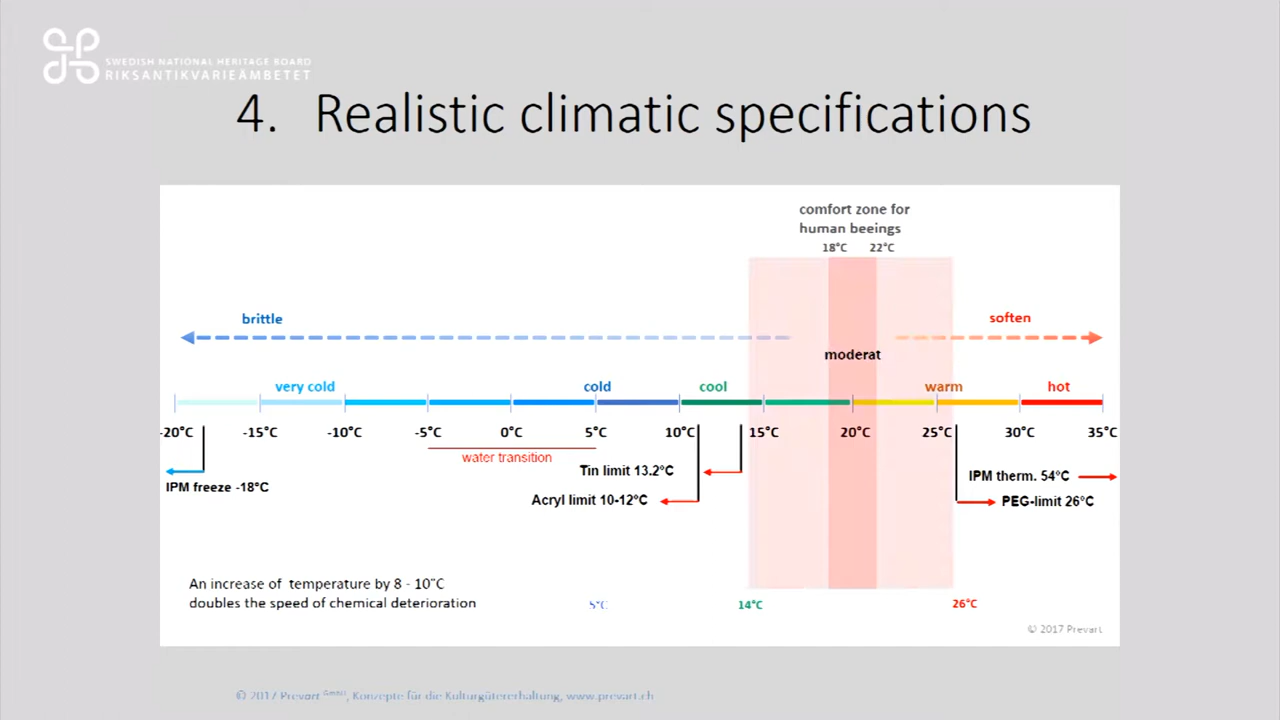 SWEDISH NATIONAL HERITAGE BOARD
RIKSANTIKVARIEÄMBETET
4. Realistic climatic specifications
comfort zone for
human beeings
18°C 22°C
brittle
soften
moderat
very cold cold cool warm hot
-20°C -15°C -10°C -5°C 0°C 5°C 10°C 15°C 20°C 25°C 30°C 35°C
water transition
Tin limit 13.2°C
IPM therm. 54°C
IPM freeze -18°C
Acryl limit 10-12°C
PEG-limit 26°C
An increase of temperature by 8 - 10°C
doubles the speed of chemical deterioration
5°C 14°C 26°C
© 2017 Prevart
© 2017 Prevart GmbH, Konzepte für die Kulturgütererhaltung, www.prevart.ch